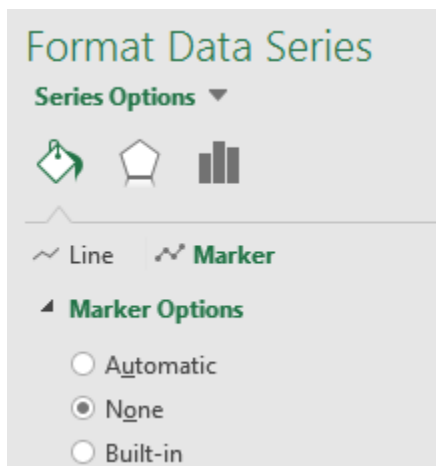 Format Data Series
Series Options
Line Marker
Marker Options
Automatic
None
Built-in